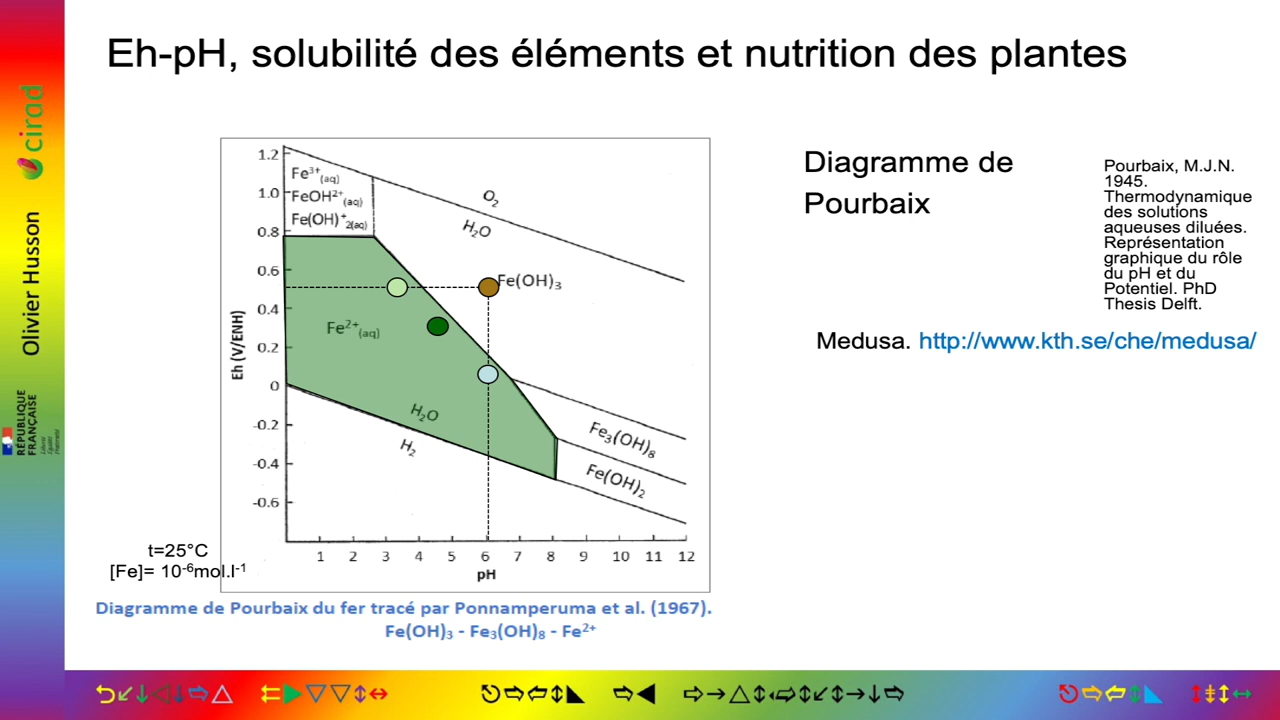 Eh-pH, solubilité des éléments et nutrition des plantes
cirad
Olivier Husson
RÉPUBLIQUE
FRANÇAISE
Liberté
Égalité
Fraternité
Diagramme de
Pourbaix
Pourbaix, M.J.N.
1945.
Thermodynamique
des solutions
aqueuses diluées.
Représentation
graphique du rôle
du pH et du
Potentiel. PhD
Thesis Delft.
Medusa. http://www.kth.se/che/medusa/
Eh (V/ENH)
1.2
1.0
0.8
0.6
0.4
0.2
0
-0.2
-0.4
-0.6
Fe³⁺(aq)
FeOH²⁺(aq)
Fe(OH)⁺₂(aq)
O₂
H₂O
Fe(OH)₃
Fe²⁺(aq)
H₂O
H₂
Fe₃(OH)₈
Fe(OH)₂
1 2 3 4 5 6 7 8 9 10 11 12
pH
t=25°C
[Fe]= 10⁻⁶mol.l⁻¹
Diagramme de Pourbaix du fer tracé par Ponnamperuma et al. (1967).
Fe(OH)₃ - Fe₃(OH)₈ - Fe²⁺